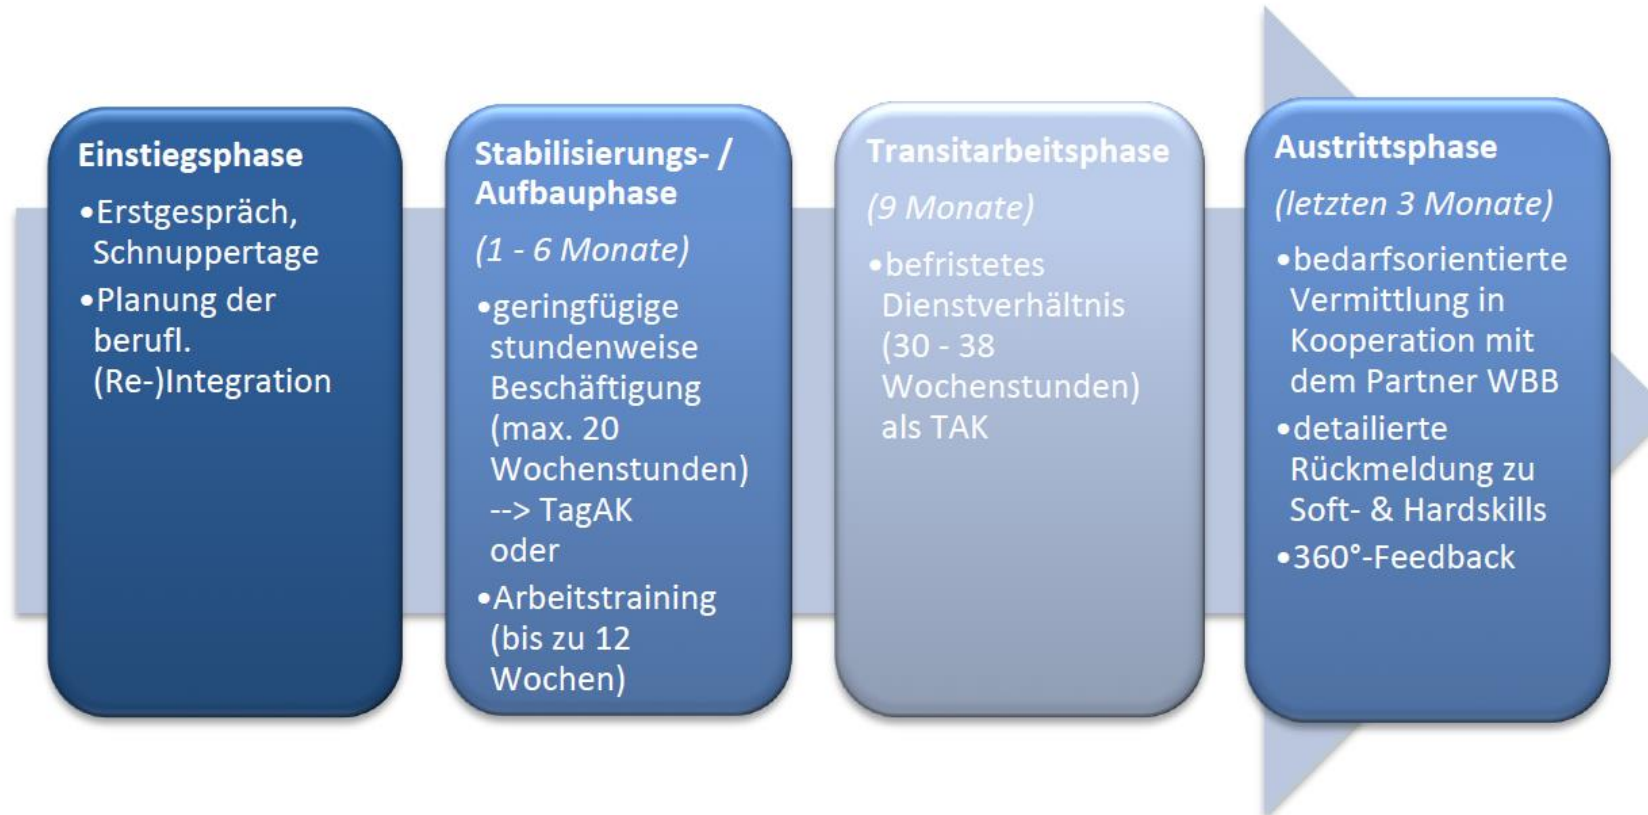 Einstiegsphase
•Erstgespräch,
Schnuppertage
•Planung der
berufl.
(Re-)Integration
Stabilisierungs- /
Aufbauphase
(1 - 6 Monate)
•geringfügige
stundenweise
Beschäftigung
(max. 20
Wochenstunden)
--> TagAK
oder
•Arbeitstraining
(bis zu 12
Wochen)
Transitarbeitsphase
(9 Monate)
•befristetes
Dienstverhältnis
(30 - 38
Wochenstunden)
als TAK
Austrittsphase
(letzten 3 Monate)
•bedarfsorientierte
Vermittlung in
Kooperation mit
dem Partner WBB
•detailierte
Rückmeldung zu
Soft- & Hardskills
•360°-Feedback